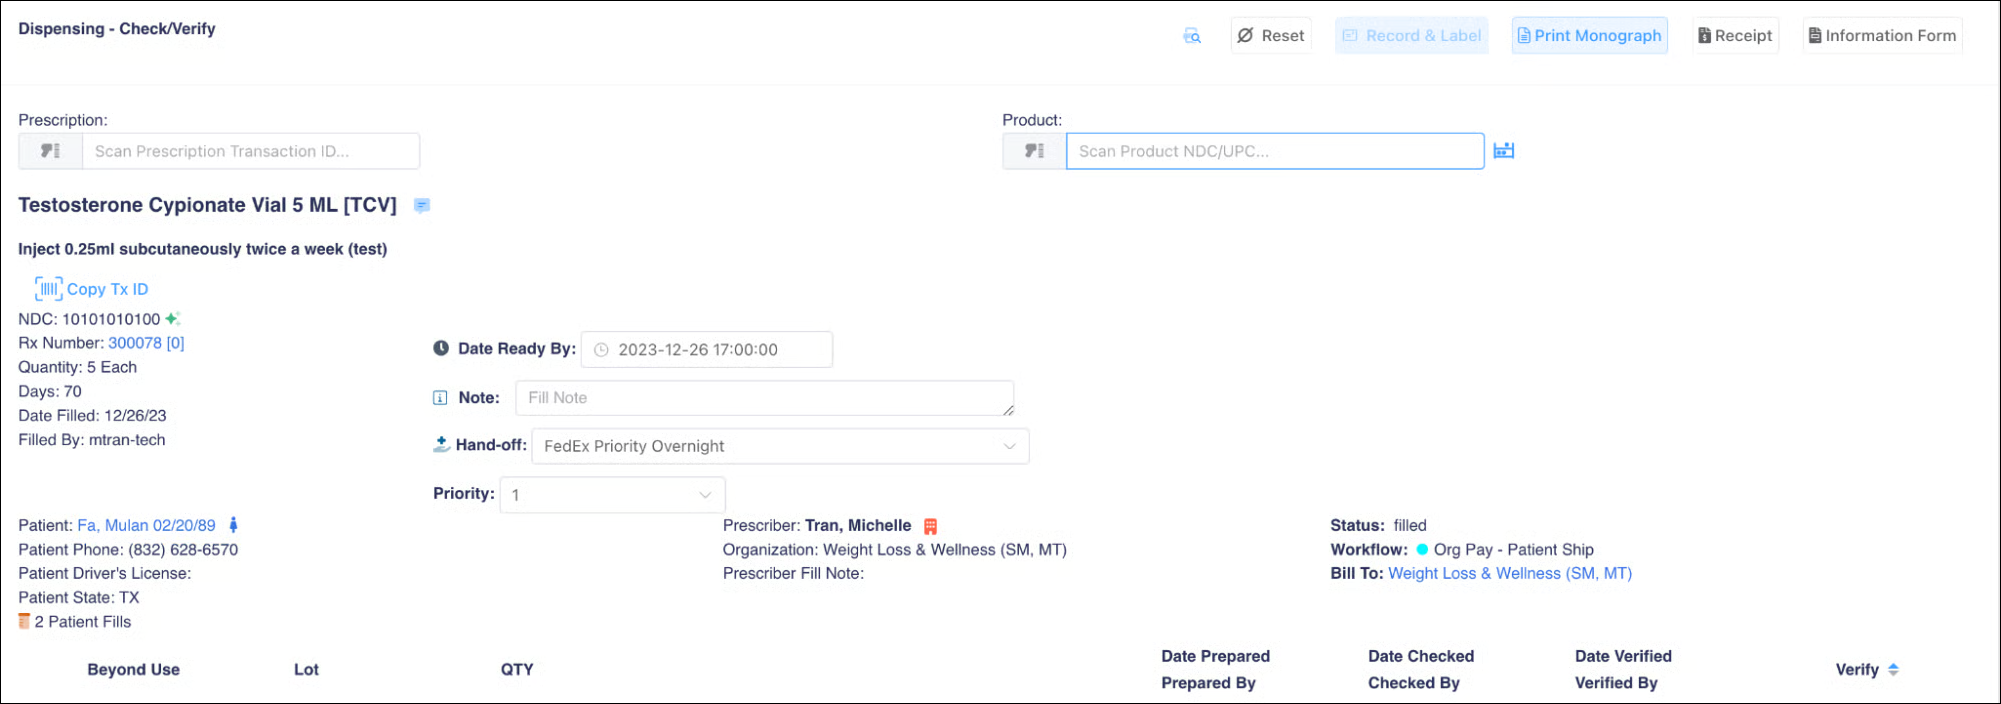 Dispensing - Check/Verify
Reset
Record & Label
Print Monograph
Receipt
Information Form
Prescription:
Scan Prescription Transaction ID...
Product:
Scan Product NDC/UPC...
Testosterone Cypionate Vial 5 ML [TCV]
Inject 0.25ml subcutaneously twice a week (test)
Copy Tx ID
NDC: 10101010100
Rx Number: 300078 [0]
Quantity: 5 Each
Days: 70
Date Filled: 12/26/23
Filled By: mtran-tech
Date Ready By: 2023-12-26 17:00:00
Note: Fill Note
Hand-off: FedEx Priority Overnight
Priority: 1
Patient: Fa, Mulan 02/20/89
Patient Phone: (832) 628-6570
Patient Driver's License:
Patient State: TX
2 Patient Fills
Prescriber: Tran, Michelle
Organization: Weight Loss & Wellness (SM, MT)
Prescriber Fill Note:
Status: filled
Workflow: Org Pay - Patient Ship
Bill To: Weight Loss & Wellness (SM, MT)
Beyond Use
Lot
QTY
Date Prepared
Prepared By
Date Checked
Checked By
Date Verified
Verified By
Verify